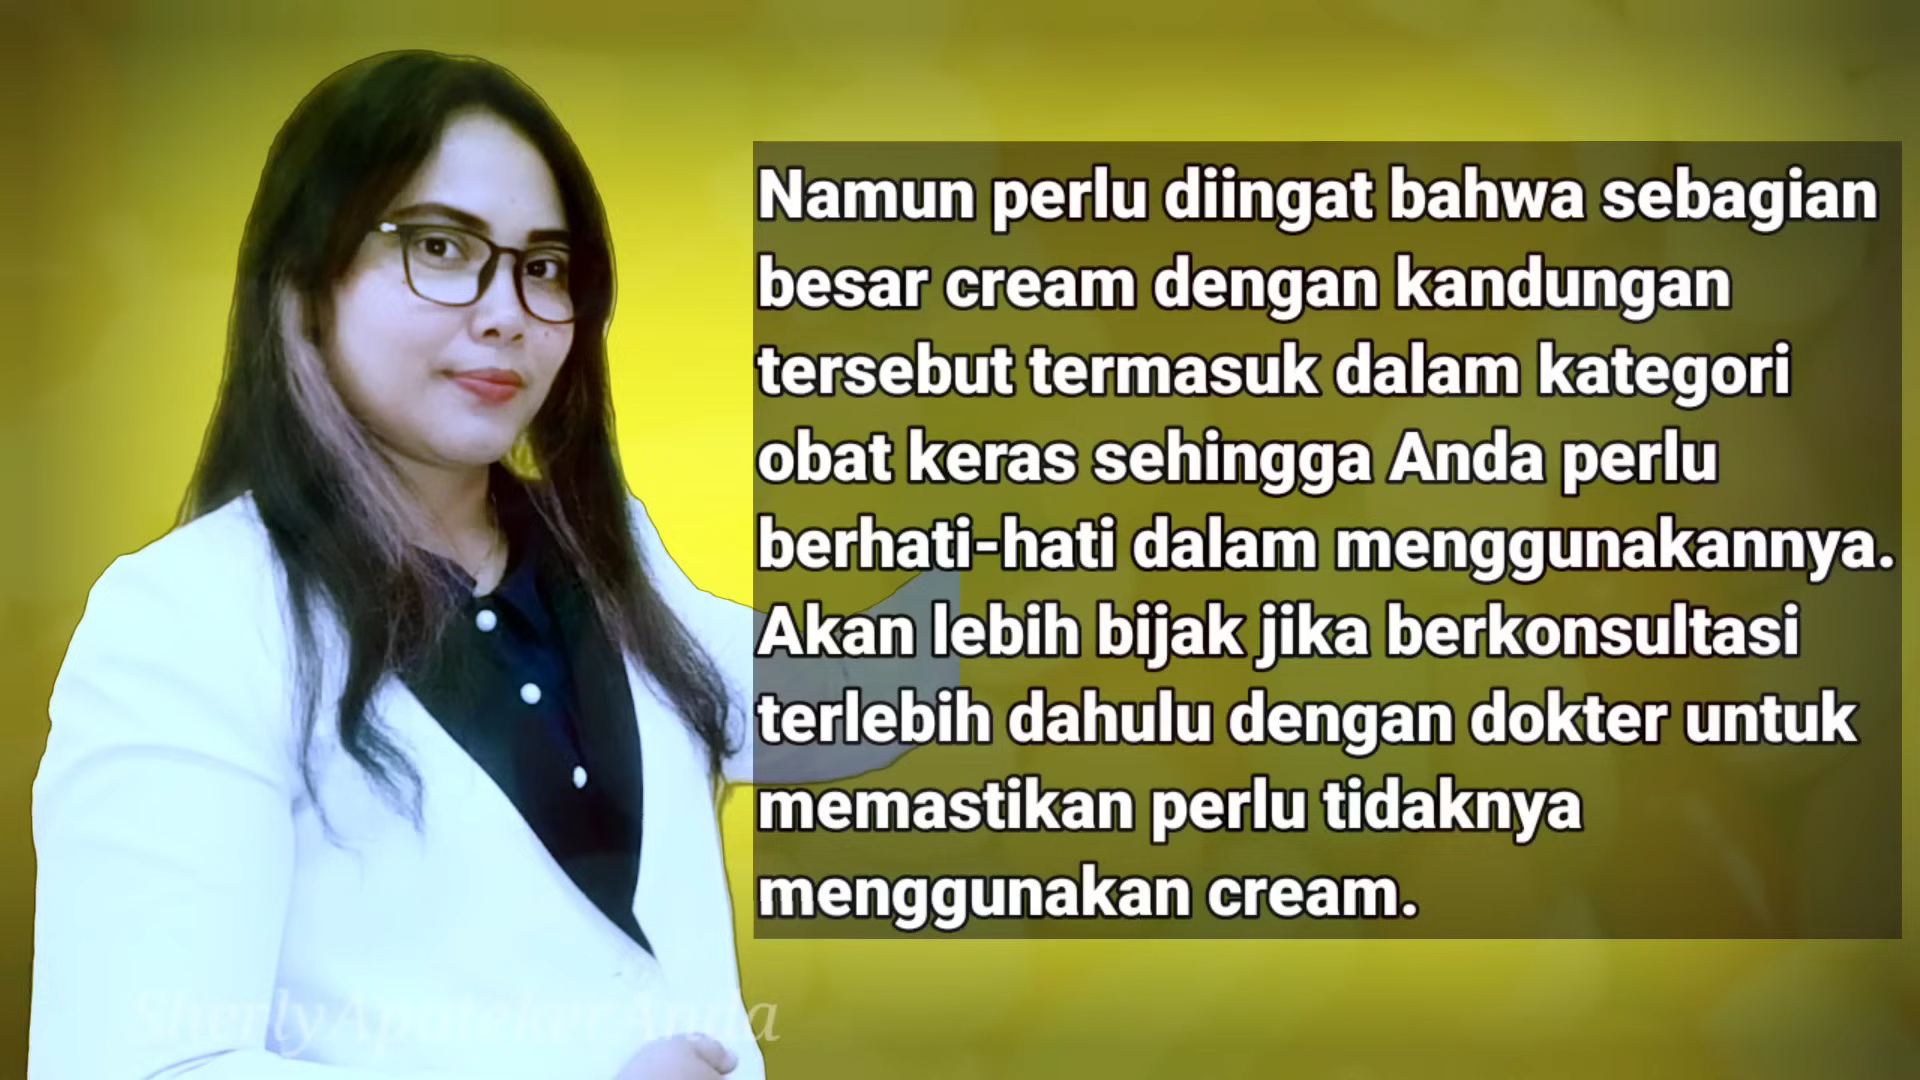 Namun perlu diingat bahwa sebagian
besar cream dengan kandungan
tersebut termasuk dalam kategori
obat keras sehingga Anda perlu
berhati-hati dalam menggunakannya.
Akan lebih bijak jika berkonsultasi
terlebih dahulu dengan dokter untuk
memastikan perlu tidaknya
menggunakan cream.
SherlyApotekerAnda